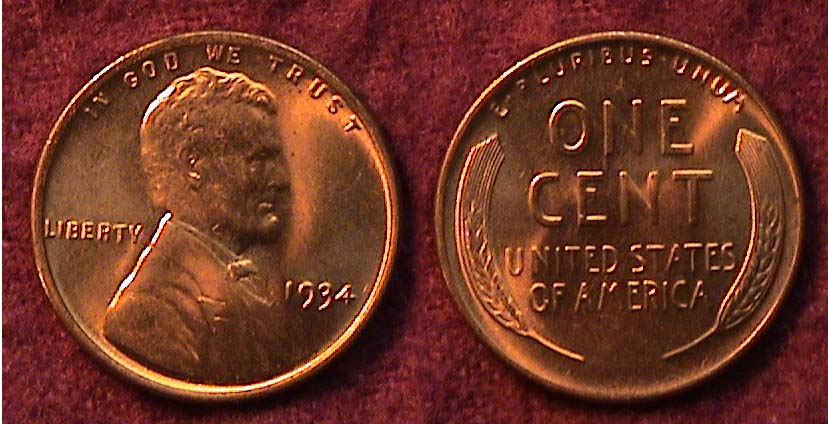 IN GOD WE TRUST
LIBERTY
1934
E·PLURIBUS·UNUM
ONE
CENT
UNITED STATES
OF AMERICA